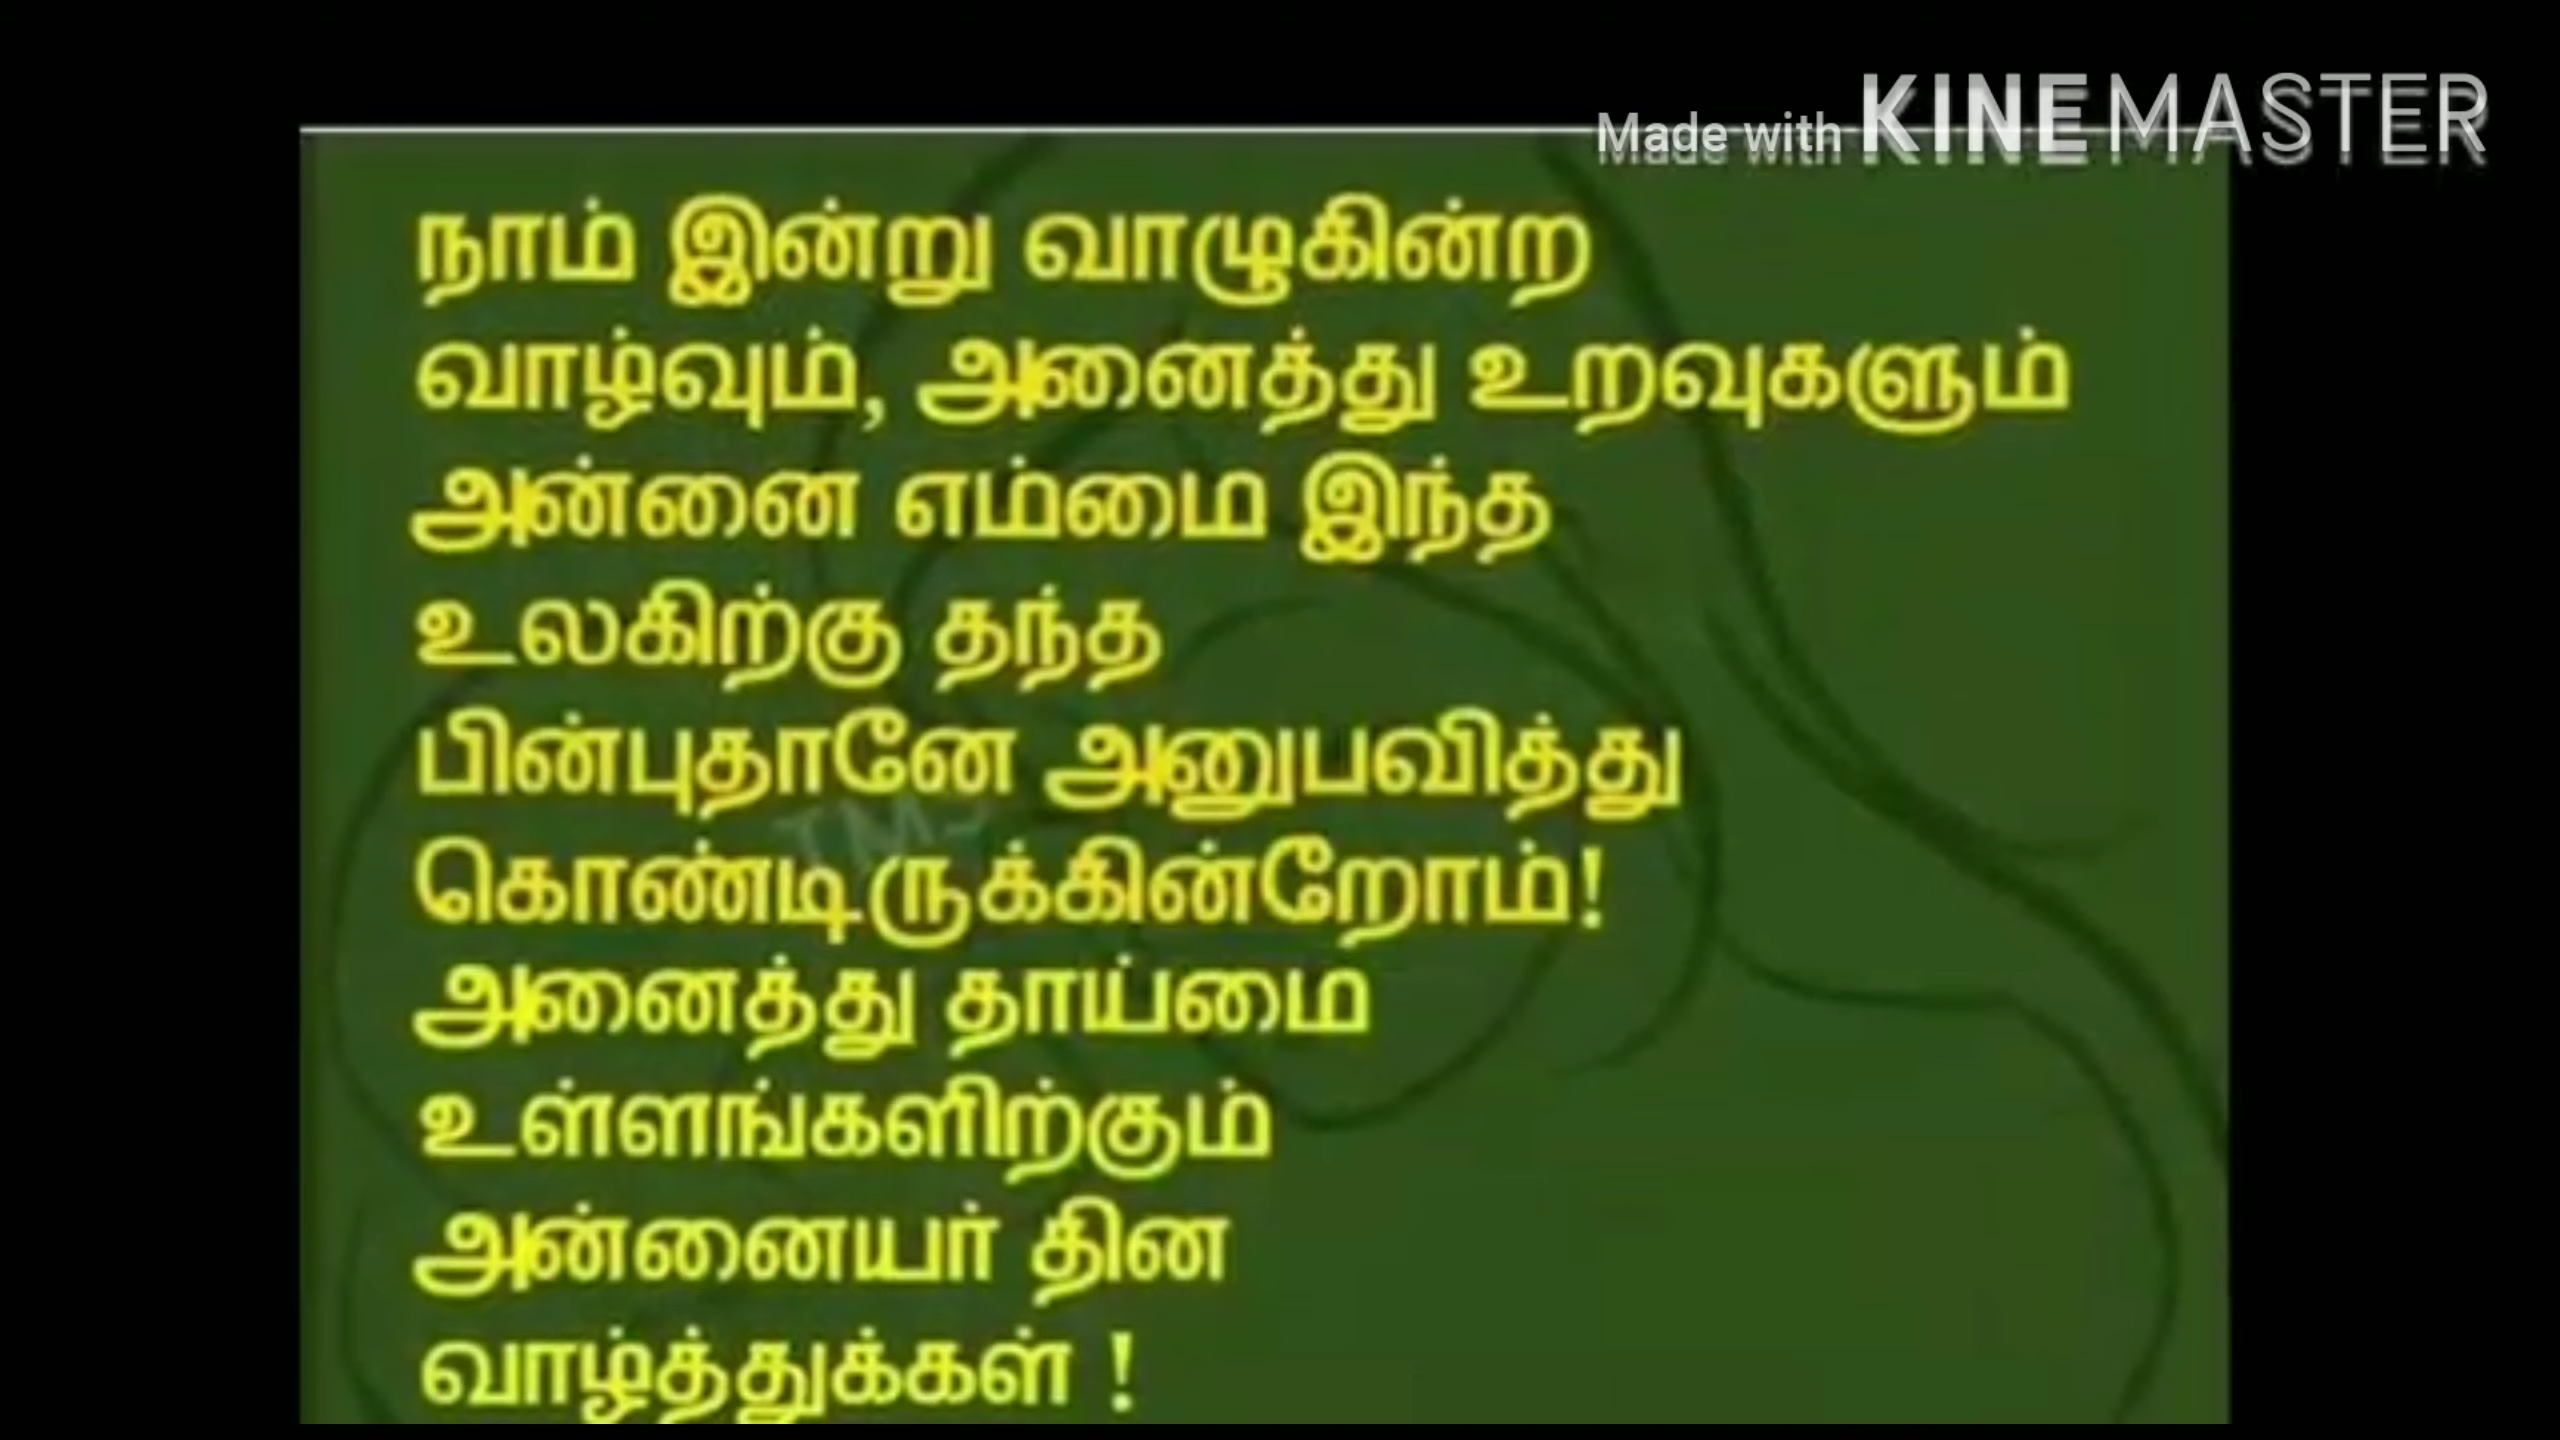 Made with KINEMASTER
நாம் இன்று வாழுகின்ற
வாழ்வும், அனைத்து உறவுகளும்
அன்னை எம்மை இந்த
உலகிற்கு தந்த
பின்புதானே அனுபவித்து
கொண்டிருக்கின்றோம்!
அனைத்து தாய்மை
உள்ளங்களிற்கும்
அன்னையர் தின
வாழ்த்துக்கள் !